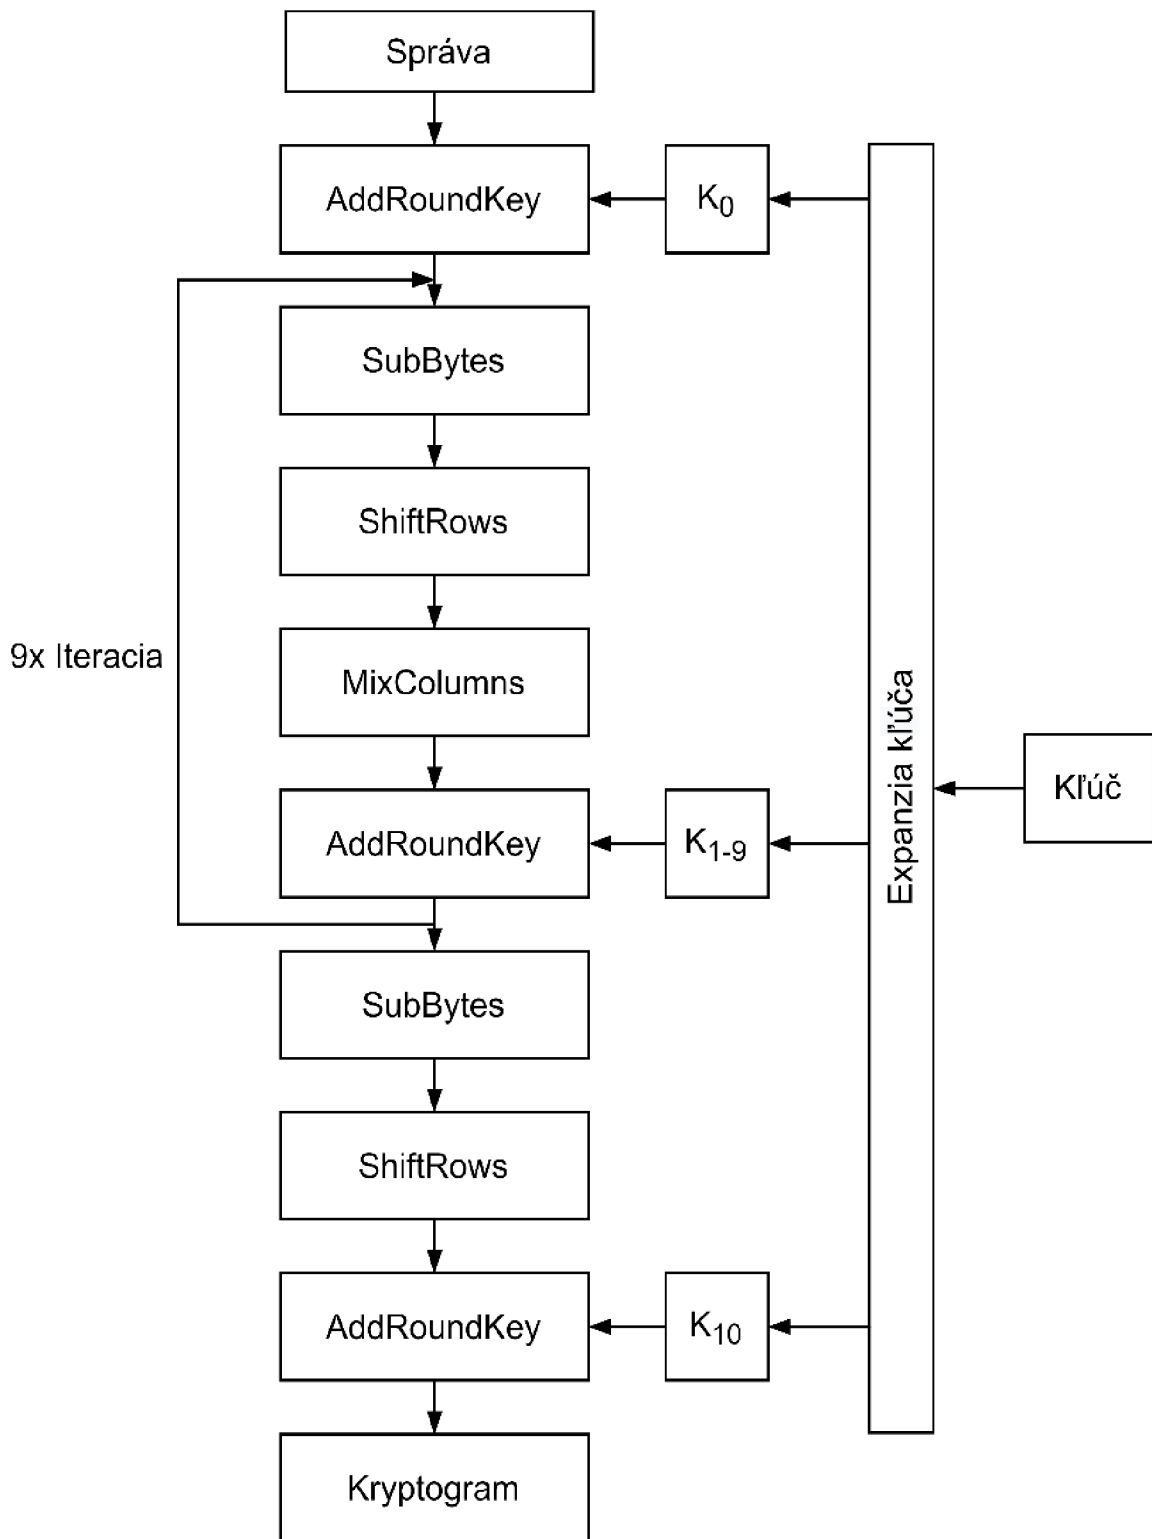 Správa
AddRoundKey
K0
SubBytes
ShiftRows
9x Iteracia
MixColumns
Expanzia kľúča
Kľúč
AddRoundKey
K1-9
SubBytes
ShiftRows
AddRoundKey
K10
Kryptogram